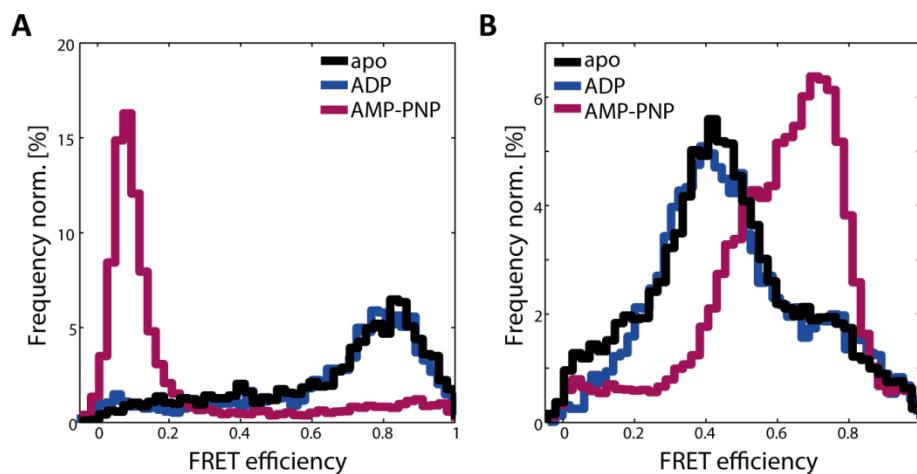 A
B
20
15
10
5
0
0
0.2
0.4
0.6
0.8
1
Frequency norm. [%]
FRET efficiency
apo
ADP
AMP-PNP
6
4
2
0
0
0.4
0.6
0.8
Frequency norm. [%]
FRET efficiency
apo
ADP
AMP-PNP